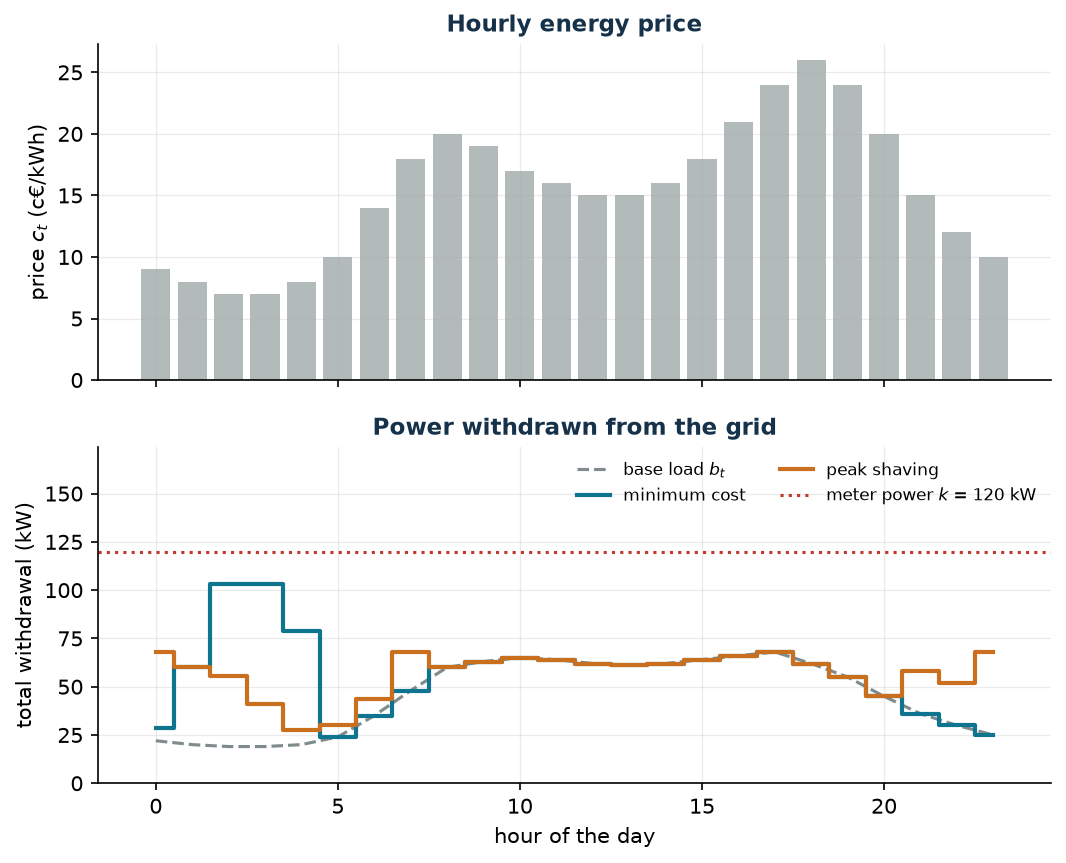 Hourly energy price
price c_t (c€/kWh)
25
20
15
10
5
0
Power withdrawn from the grid
total withdrawal (kW)
150
125
100
75
50
25
0
base load b_t
minimum cost
peak shaving
meter power k = 120 kW
0 5 10 15 20
hour of the day